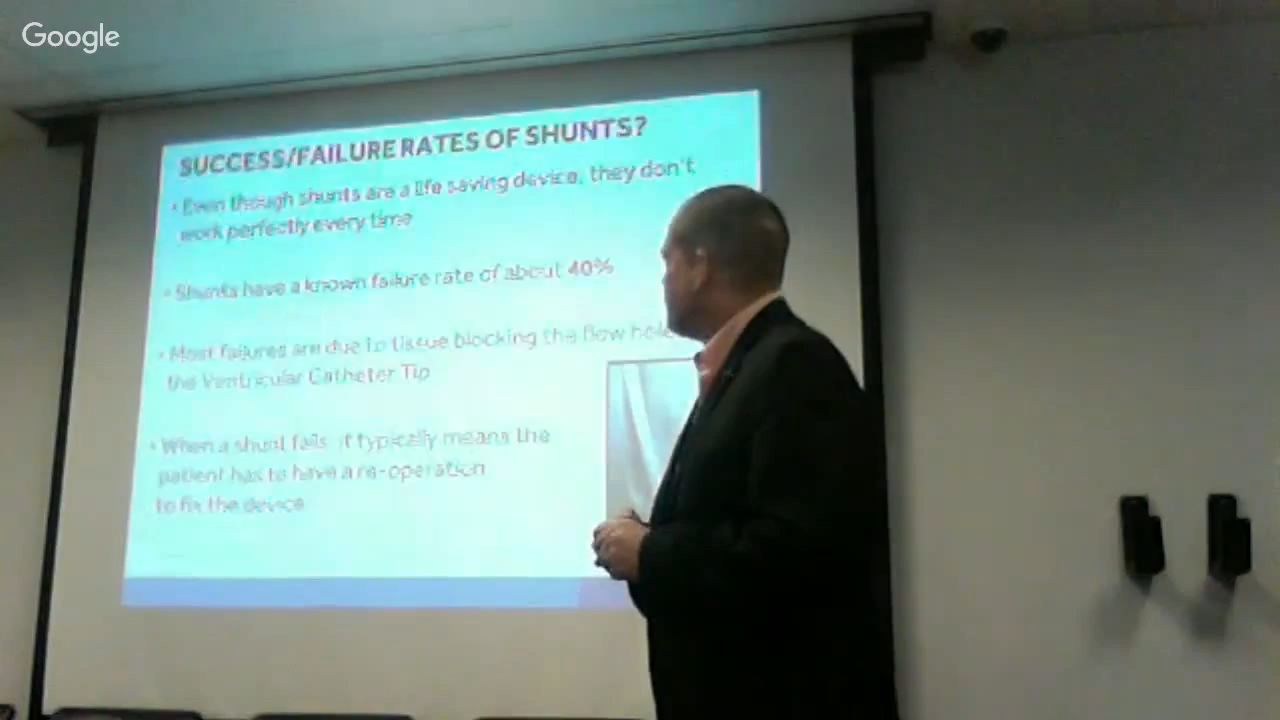 Google
SUCCESS/FAILURE RATES OF SHUNTS?
• Even though shunts are a life saving device, they don't
work perfectly every time
• Shunts have a known failure rate of about 40%
• Most failures are due to tissue blocking the flow hole
the Ventricular Catheter Tip
• When a shunt fails, it typically means the
patient has to have a re-operation
to fix the device